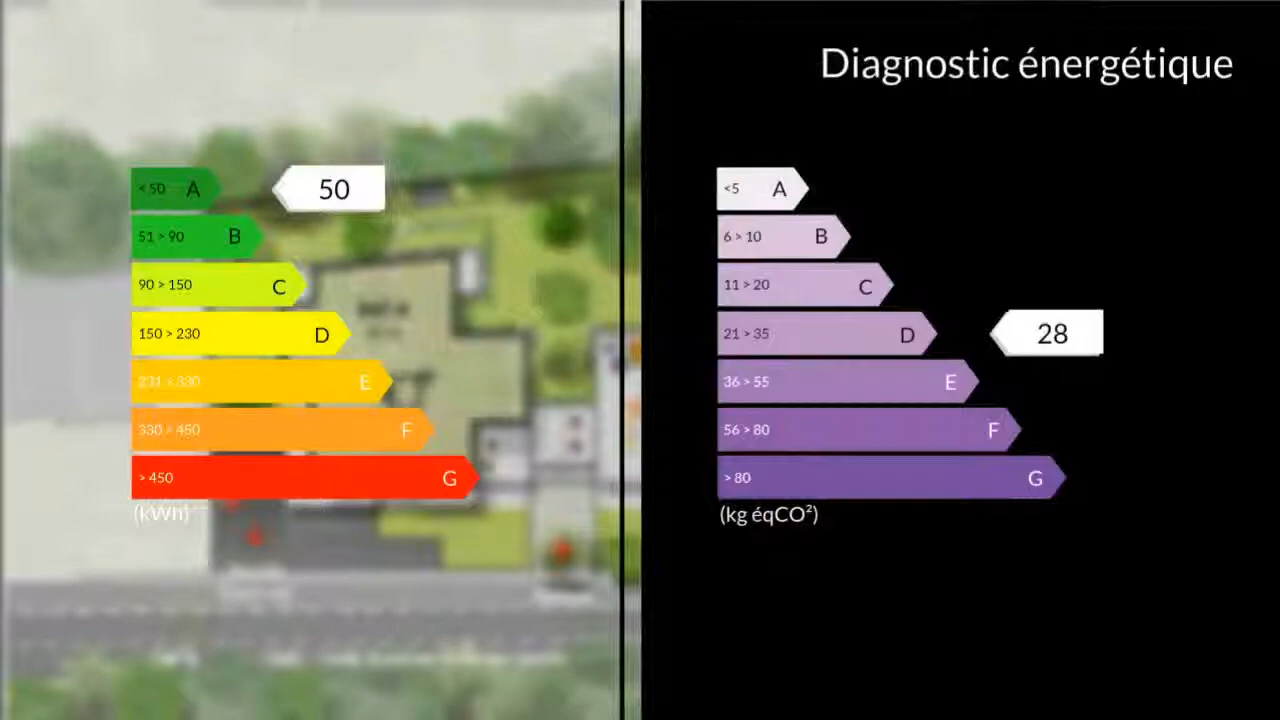 Diagnostic énergétique
< 50 A
50
51 > 90 B
90 > 150 C
150 > 230 D
231 > 330 E
330 > 450 F
> 450 G
(kWh)
<5 A
6 > 10 B
11 > 20 C
21 > 35 D
28
36 > 55 E
56 > 80 F
> 80 G
(kg éqCO²)